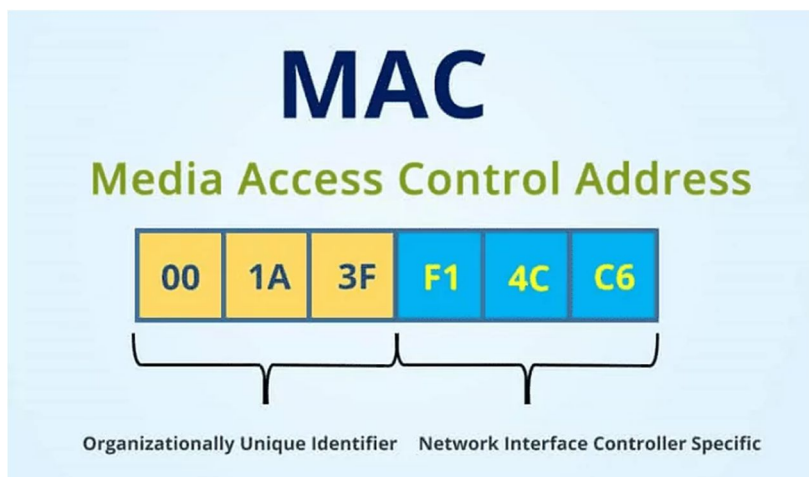 MAC
Media Access Control Address
00 1A 3F F1 4C C6
Organizationally Unique Identifier Network Interface Controller Specific